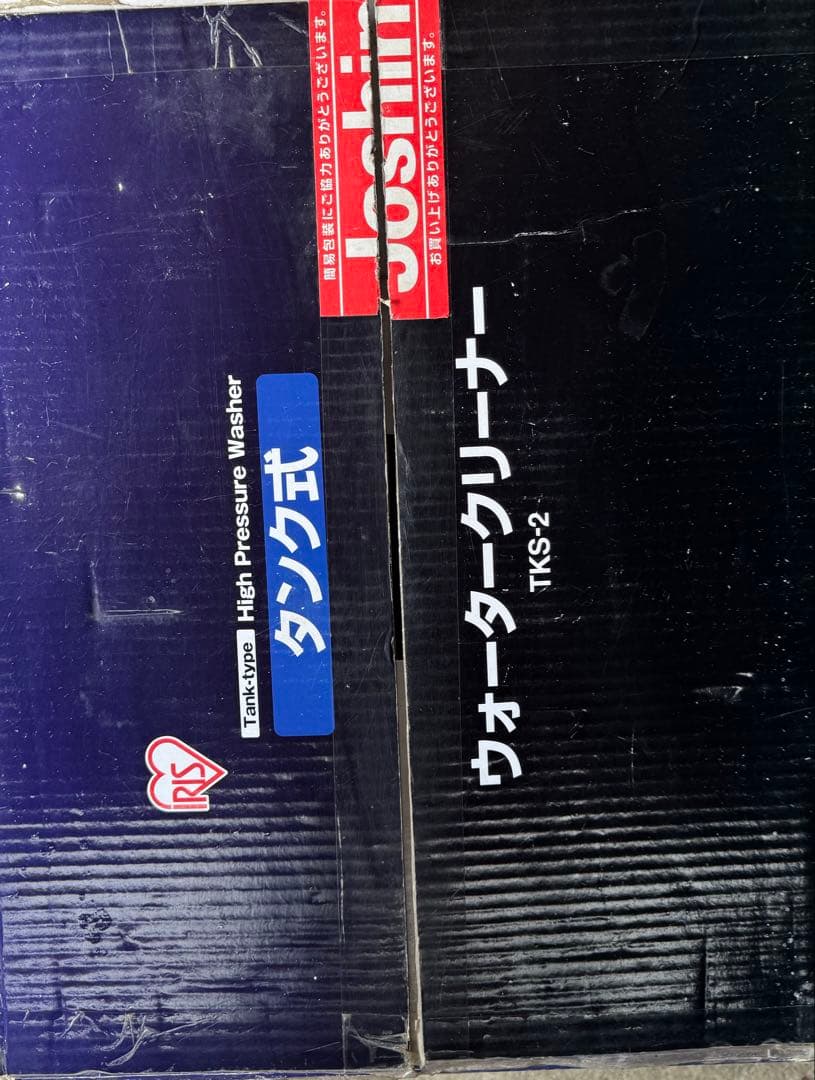 簡易包装にご協力ありがとうございます。
Joshin
お買い上げありがとうございます。
IRIS
Tank-type High Pressure Washer
タンク式
ウォータークリーナー
TKS-2